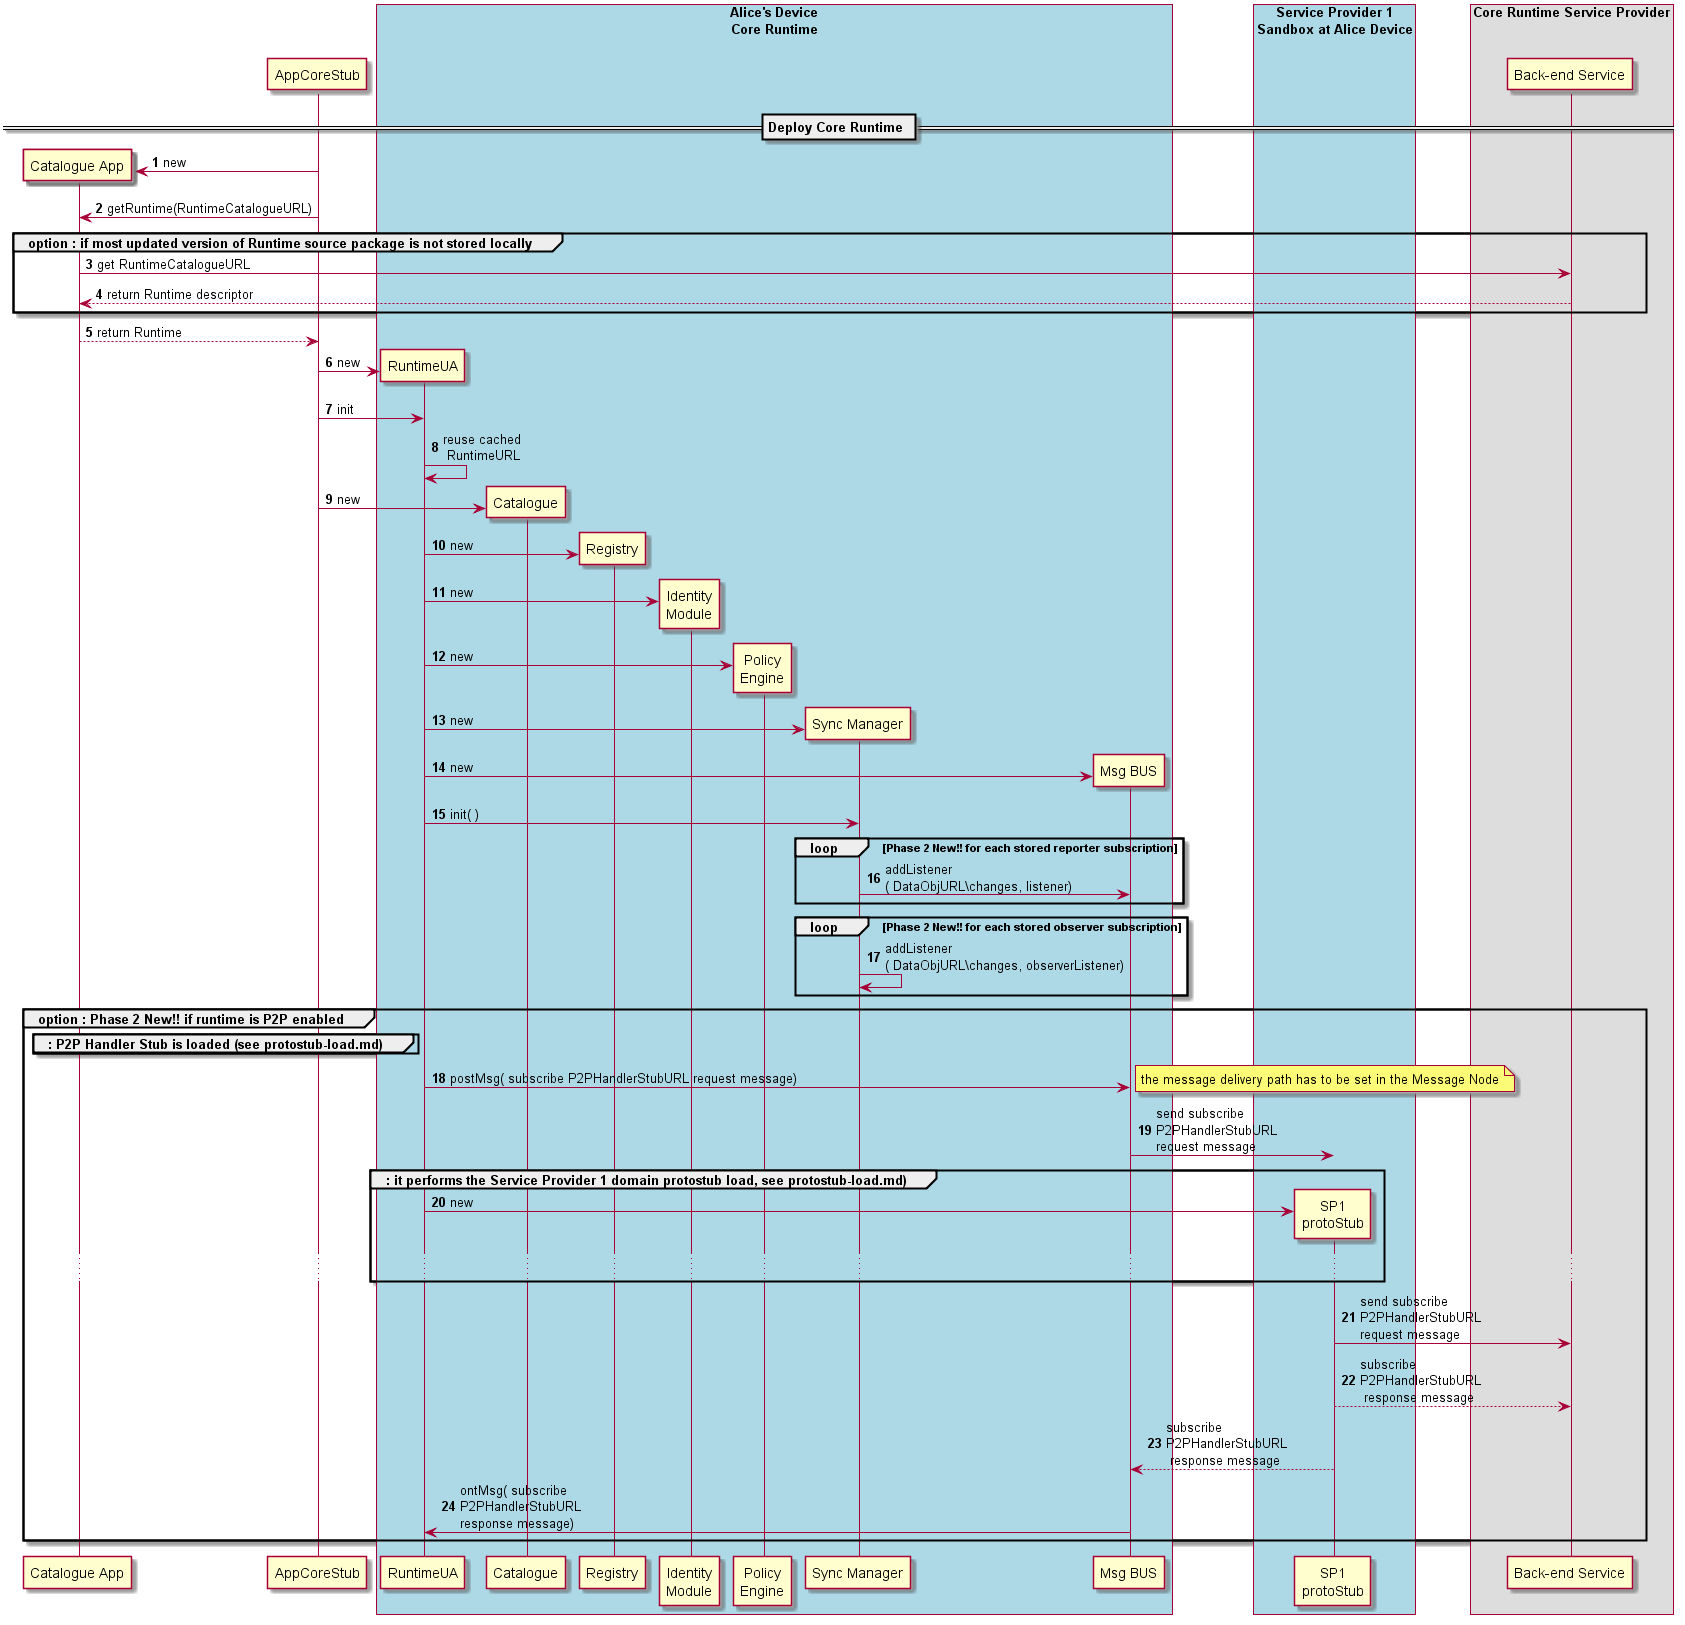 Alice's Device
Core Runtime
Service Provider 1
Sandbox at Alice Device
Core Runtime Service Provider
AppCoreStub
Back-end Service
Deploy Core Runtime
Catalogue App
1 new
2 getRuntime(RuntimeCatalogueURL)
option : if most updated version of Runtime source package is not stored locally
3 get RuntimeCatalogueURL
4 return Runtime descriptor
5 return Runtime
6 new
RuntimeUA
7 init
8 reuse cached
RuntimeURL
9 new
Catalogue
10 new
Registry
11 new
Identity
Module
12 new
Policy
Engine
13 new
Sync Manager
14 new
Msg BUS
15 init( )
loop [Phase 2 New!! for each stored reporter subscription]
16 addListener
( DataObjURL\changes, listener)
loop [Phase 2 New!! for each stored observer subscription]
17 addListener
( DataObjURL\changes, observerListener)
option : Phase 2 New!! if runtime is P2P enabled
: P2P Handler Stub is loaded (see protostub-load.md)
18 postMsg( subscribe P2PHandlerStubURL request message)
the message delivery path has to be set in the Message Node
send subscribe
19 P2PHandlerStubURL
request message
: it performs the Service Provider 1 domain protostub load, see protostub-load.md)
20 new
SP1
protoStub
send subscribe
21 P2PHandlerStubURL
request message
subscribe
22 P2PHandlerStubURL
response message
subscribe
23 P2PHandlerStubURL
response message
ontMsg( subscribe
24 P2PHandlerStubURL
response message)
Catalogue App
AppCoreStub
RuntimeUA
Catalogue
Registry
Identity
Module
Policy
Engine
Sync Manager
Msg BUS
SP1
protoStub
Back-end Service